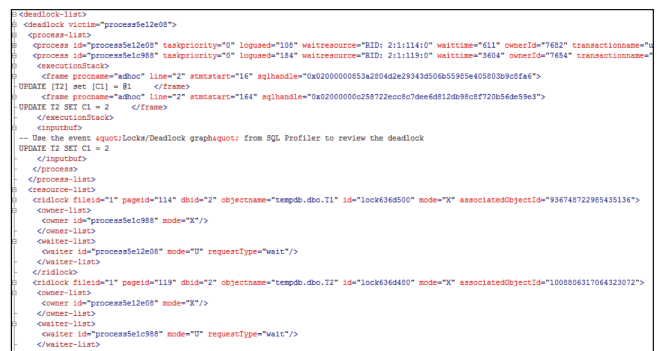 <deadlock-list>
<deadlock victim="process5e12e08">
<process-list>
<process id="process5e12e08" taskpriority="0" logused="108" waitresource="RID: 2:1:114:0" waittime="611" ownerId="7682" transactionname="u
<process id="process5e1c988" taskpriority="0" logused="184" waitresource="RID: 2:1:119:0" waittime="3604" ownerId="7654" transactionname="
<executionStack>
<frame procname="adhoc" line="2" stmtstart="16" sqlhandle="0x02000000853a2804d2e29343d506b55985e405803b9c8fa6">
UPDATE [T2] set [C1] = @1 </frame>
<frame procname="adhoc" line="2" stmtstart="164" sqlhandle="0x02000000c258722ecc8c7dee6d812db98c8f720b56de59e3">
UPDATE T2 SET C1 = 2 </frame>
</executionStack>
<inputbuf>
-- Use the event &quot;Locks/Deadlock graph&quot; from SQL Profiler to review the deadlock
UPDATE T2 SET C1 = 2
</inputbuf>
</process>
</process-list>
<resource-list>
<ridlock fileid="1" pageid="114" dbid="2" objectname="tempdb.dbo.T1" id="lock636d500" mode="X" associatedObjectId="936748722985435136">
<owner-list>
<owner id="process5e1c988" mode="X"/>
</owner-list>
<waiter-list>
<waiter id="process5e12e08" mode="U" requestType="wait"/>
</waiter-list>
</ridlock>
<ridlock fileid="1" pageid="119" dbid="2" objectname="tempdb.dbo.T2" id="lock636d480" mode="X" associatedObjectId="1008806317064323072">
<owner-list>
<owner id="process5e12e08" mode="X"/>
</owner-list>
<waiter-list>
<waiter id="process5e1c988" mode="U" requestType="wait"/>
</waiter-list>